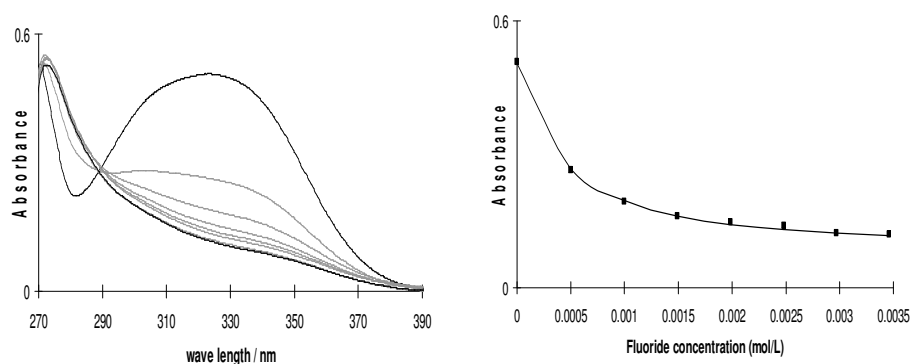 0.6
Absorbance
0
270 290 310 330 350 370 390
wave length / nm
0.6
Absorbance
0
0 0.0005 0.001 0.0015 0.002 0.0025 0.003 0.0035
Fluoride concentration (mol/L)